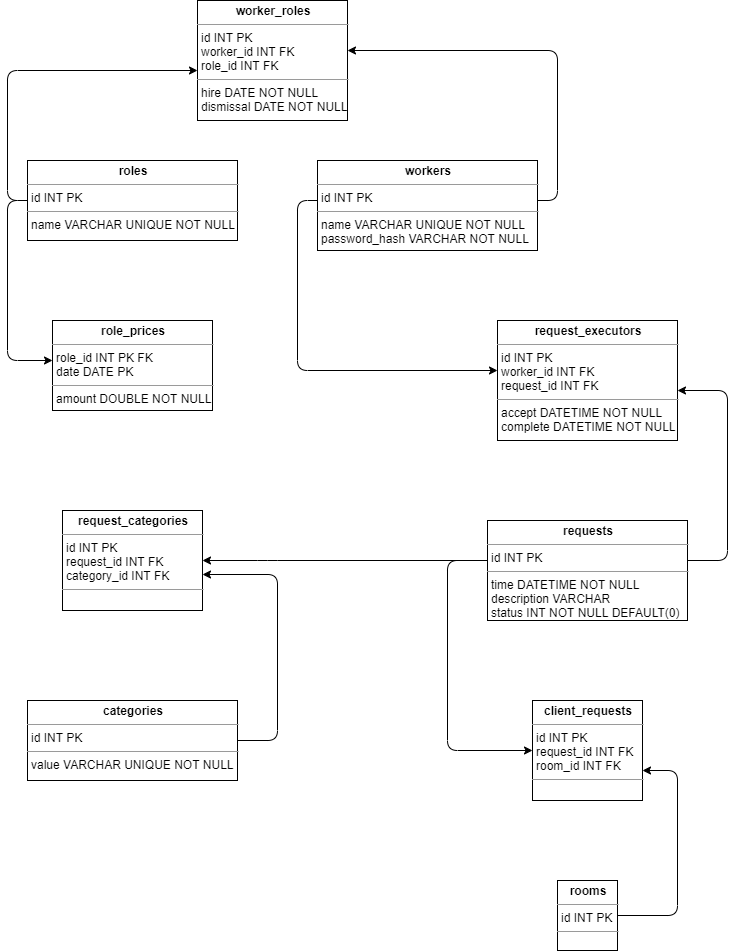 worker_roles
id INT PK
worker_id INT FK
role_id INT FK
hire DATE NOT NULL
dismissal DATE NOT NULL
roles
id INT PK
name VARCHAR UNIQUE NOT NULL
workers
id INT PK
name VARCHAR UNIQUE NOT NULL
password_hash VARCHAR NOT NULL
role_prices
role_id INT PK FK
date DATE PK
amount DOUBLE NOT NULL
request_executors
id INT PK
worker_id INT FK
request_id INT FK
accept DATETIME NOT NULL
complete DATETIME NOT NULL
request_categories
id INT PK
request_id INT FK
category_id INT FK
requests
id INT PK
time DATETIME NOT NULL
description VARCHAR
status INT NOT NULL DEFAULT(0)
categories
id INT PK
value VARCHAR UNIQUE NOT NULL
client_requests
id INT PK
request_id INT FK
room_id INT FK
rooms
id INT PK